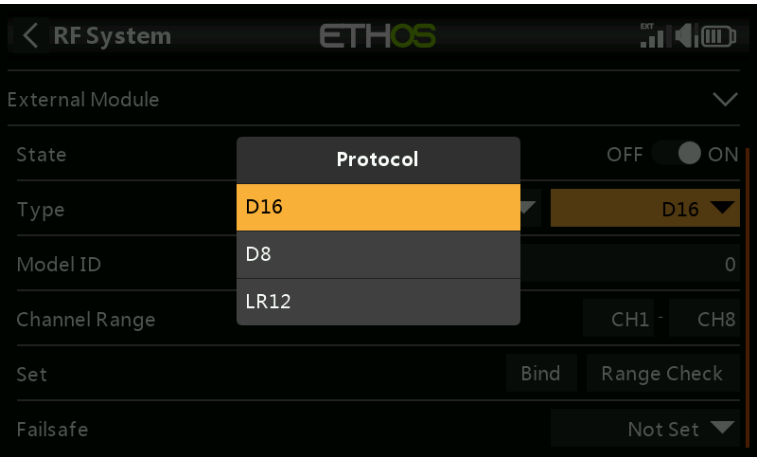 RF System ETHOS EXT
External Module
State OFF ON
Protocol
Type D16
D16
Model ID 0
D8
LR12
Channel Range CH1 - CH8
Set Bind Range Check
Failsafe Not Set